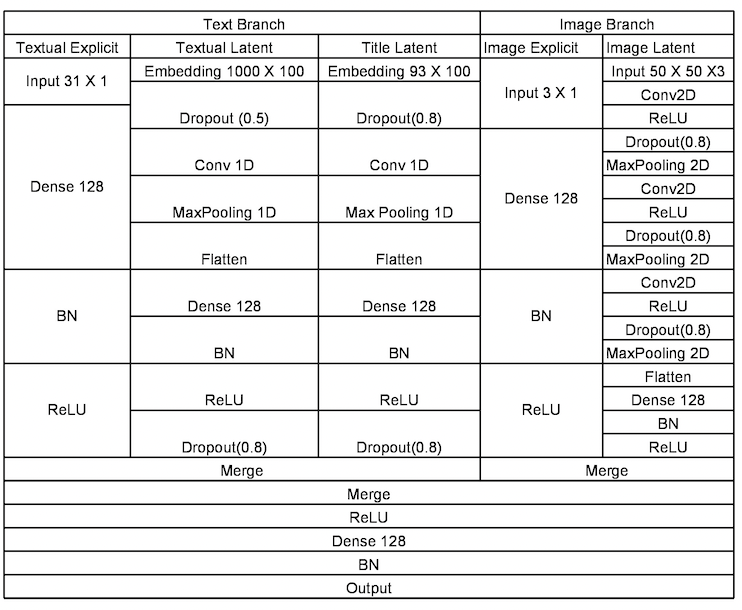 Text Branch Image Branch
Textual Explicit Textual Latent Title Latent Image Explicit Image Latent
Input 31 X 1 Embedding 1000 X 100 Embedding 93 X 100 Input 3 X 1 Input 50 X 50 X3
Conv2D
Dropout (0.5) Dropout(0.8) ReLU
Dense 128 Dropout(0.8)
Conv 1D Conv 1D MaxPooling 2D
Dense 128 Conv2D
MaxPooling 1D Max Pooling 1D ReLU
Dropout(0.8)
Flatten Flatten MaxPooling 2D
BN BN Conv2D
Dense 128 Dense 128 ReLU
Dropout(0.8)
BN BN MaxPooling 2D
ReLU ReLU Flatten
ReLU ReLU Dense 128
BN
Dropout(0.8) Dropout(0.8) ReLU
Merge Merge
Merge
ReLU
Dense 128
BN
Output